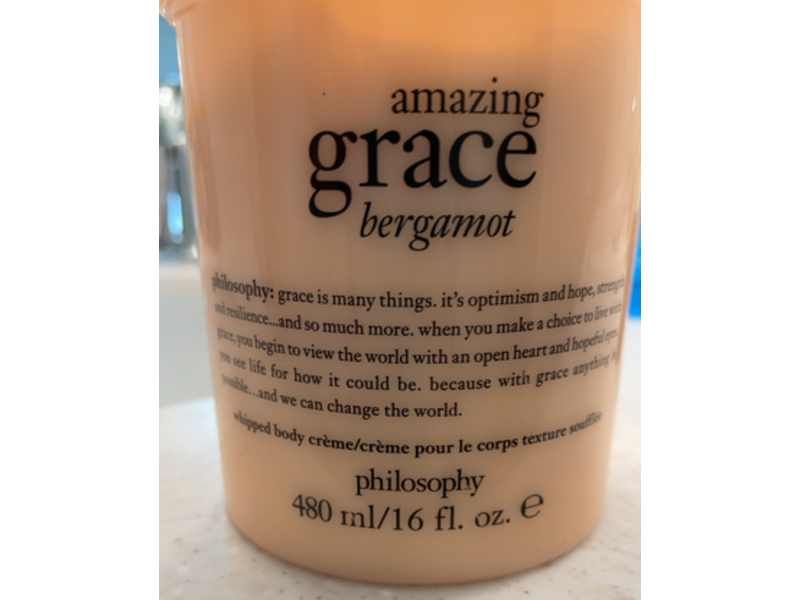 amazing
grace
bergamot
philosophy: grace is many things. it's optimism and hope, strength
and resilience...and so much more. when you make a choice to live with
grace, you begin to view the world with an open heart and hopeful eyes.
you see life for how it could be. because with grace anything is
possible...and we can change the world.
whipped body crème/crème pour le corps texture soufflée
philosophy
480 ml/16 fl. oz. ℮